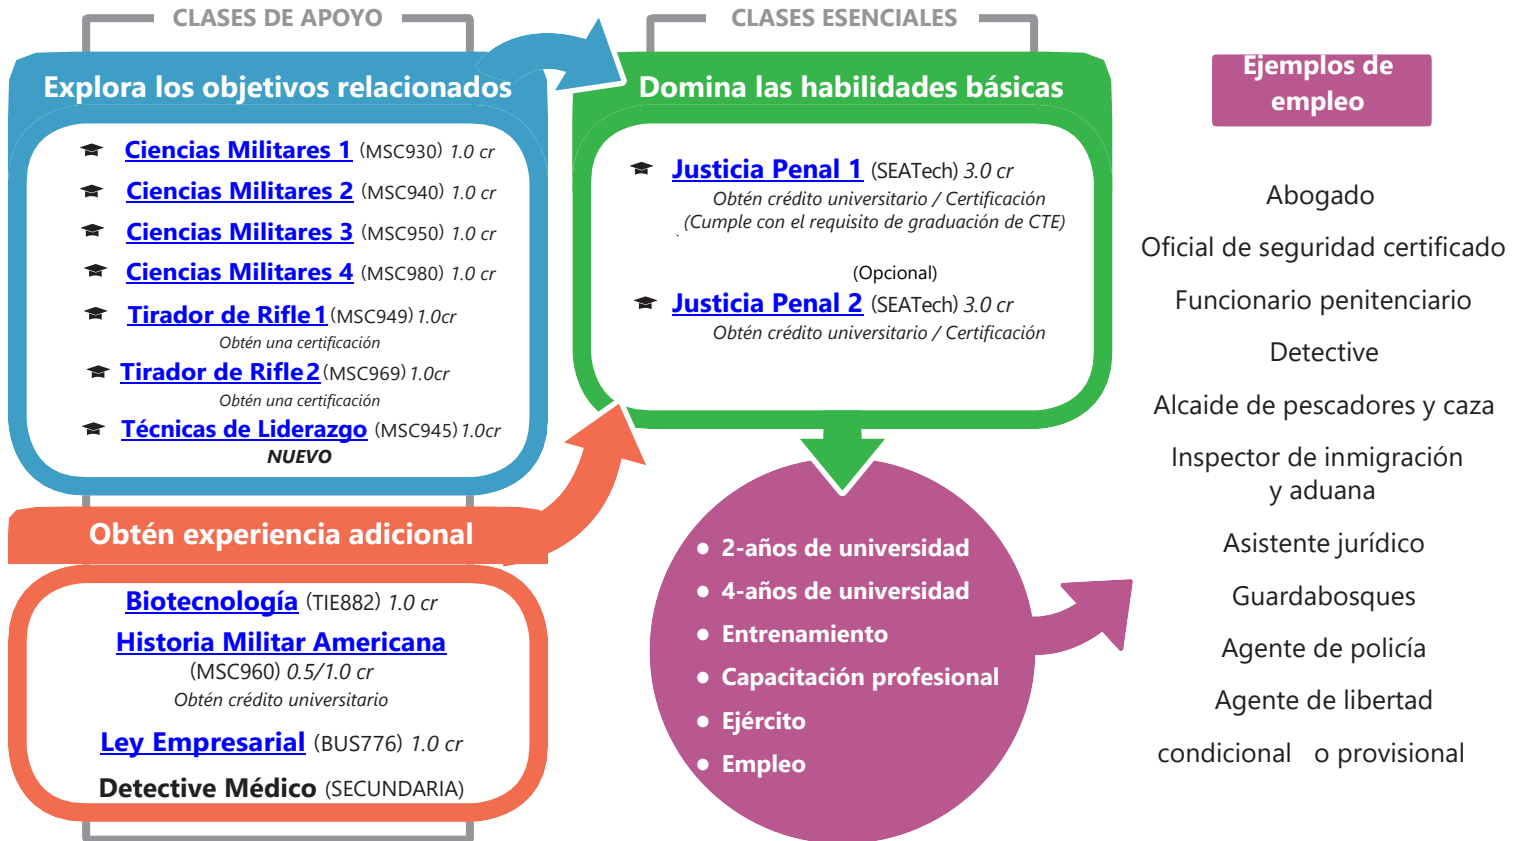 CLASES DE APOYO
Explora los objetivos relacionados
Ciencias Militares 1 (MSC930) 1.0 cr
Ciencias Militares 2 (MSC940) 1.0 cr
Ciencias Militares 3 (MSC950) 1.0 cr
Ciencias Militares 4 (MSC980) 1.0 cr
Tirador de Rifle 1 (MSC949) 1.0cr
Obtén una certificación
Tirador de Rifle 2 (MSC969) 1.0cr
Obtén una certificación
Técnicas de Liderazgo (MSC945) 1.0cr
NUEVO
Obtén experiencia adicional
Biotecnología (TIE882) 1.0 cr
Historia Militar Americana
(MSC960) 0.5/1.0 cr
Obtén crédito universitario
Ley Empresarial (BUS776) 1.0 cr
Detective Médico (SECUNDARIA)
CLASES ESENCIALES
Domina las habilidades básicas
Justicia Penal 1 (SEATech) 3.0 cr
Obtén crédito universitario / Certificación
(Cumple con el requisito de graduación de CTE)
`
(Opcional)
Justicia Penal 2 (SEATech) 3.0 cr
Obtén crédito universitario / Certificación
• 2-años de universidad
• 4-años de universidad
• Entrenamiento
• Capacitación profesional
• Ejército
• Empleo
Ejemplos de
empleo
Abogado
Oficial de seguridad certificado
Funcionario penitenciario
Detective
Alcaide de pescadores y caza
Inspector de inmigración
y aduana
Asistente jurídico
Guardabosques
Agente de policía
Agente de libertad
condicional o provisional